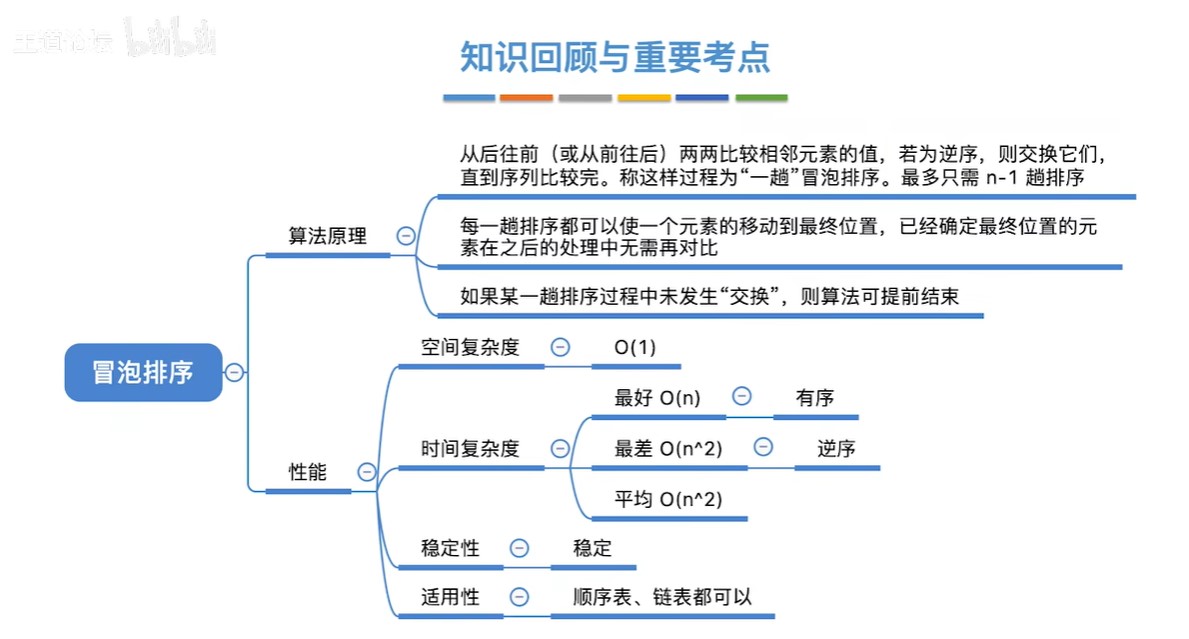 王道论坛 bilibili
知识回顾与重要考点
从后往前（或从前往后）两两比较相邻元素的值，若为逆序，则交换它们，
直到序列比较完。称这样过程为“一趟”冒泡排序。最多只需 n-1 趟排序
算法原理
每一趟排序都可以使一个元素的移动到最终位置，已经确定最终位置的元
素在之后的处理中无需再对比
如果某一趟排序过程中未发生“交换”，则算法可提前结束
冒泡排序
空间复杂度
O(1)
最好 O(n)
有序
时间复杂度
最差 O(n^2)
逆序
性能
平均 O(n^2)
稳定性
稳定
适用性
顺序表、链表都可以